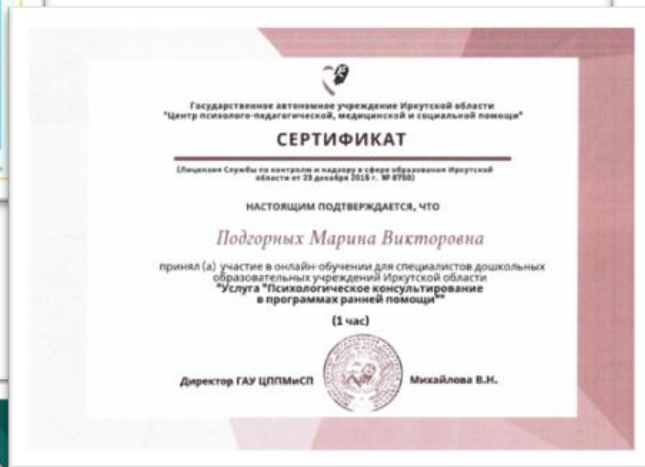 Государственное автономное учреждение Иркутской области
"Центр психолого-педагогической, медицинской и социальной помощи"
СЕРТИФИКАТ
(Лицензия Службы по контролю и надзору в сфере образования Иркутской
области от 23 декабря 2015 г. № 8750)
НАСТОЯЩИМ ПОДТВЕРЖДАЕТСЯ, ЧТО
Подгорных Марина Викторовна
принял (а) участие в онлайн-обучении для специалистов дошкольных
образовательных учреждений Иркутской области
"Услуга "Психологическое консультирование
в программах ранней помощи""
(1 час)
Директор ГАУ ЦППМиСП
Михайлова В.Н.